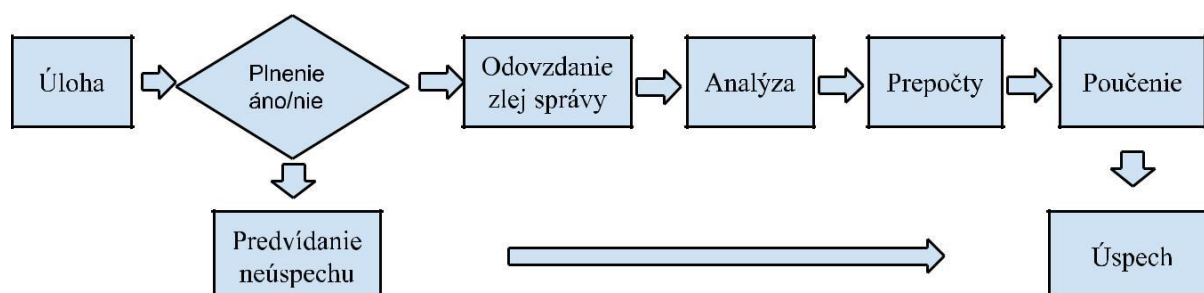 Úloha
Plnenie
áno/nie
Odovzdanie
zlej správy
Analýza
Prepočty
Poučenie
Predvídanie
neúspechu
Úspech